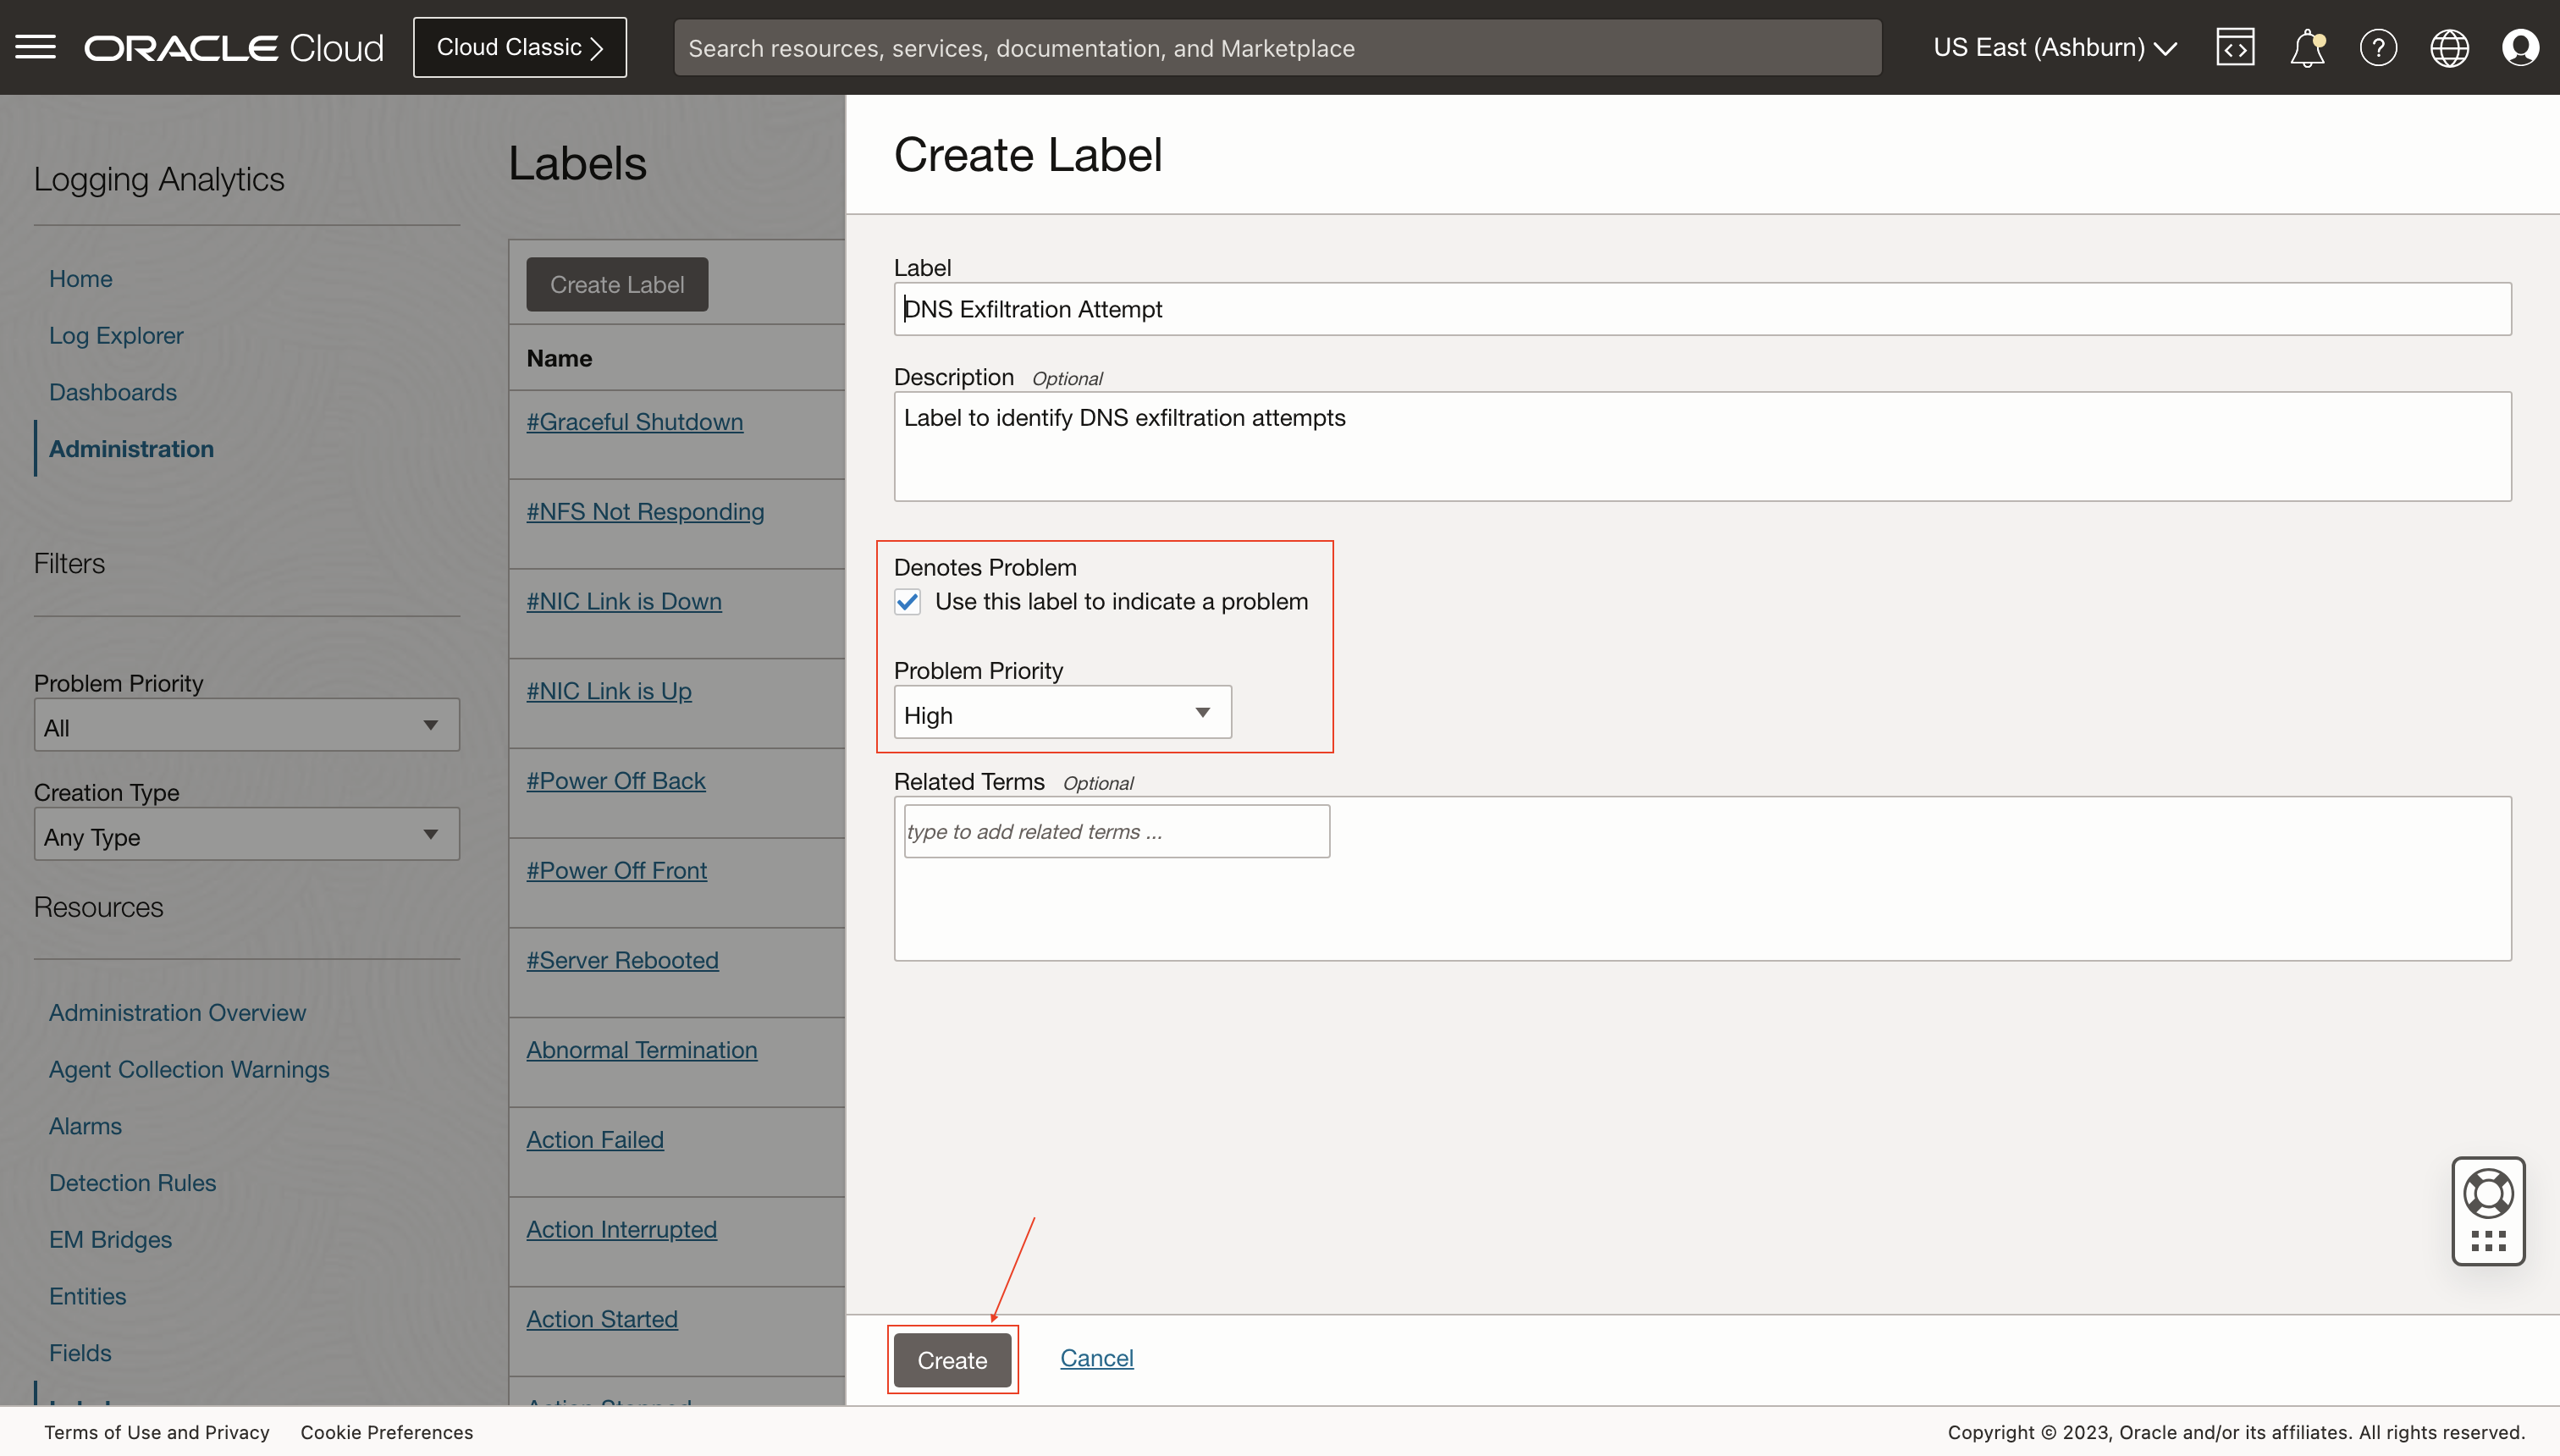 ORACLE Cloud
Cloud Classic
Search resources, services, documentation, and Marketplace
US East (Ashburn)
Logging Analytics
Home
Log Explorer
Dashboards
Administration
Filters
Problem Priority
All
Creation Type
Any Type
Resources
Administration Overview
Agent Collection Warnings
Alarms
Detection Rules
EM Bridges
Entities
Fields
Labels
Create Label
Name
#Graceful Shutdown
#NFS Not Responding
#NIC Link is Down
#NIC Link is Up
#Power Off Back
#Power Off Front
#Server Rebooted
Abnormal Termination
Action Failed
Action Interrupted
Action Started
Action Stopped
Create Label
Label
DNS Exfiltration Attempt
Description Optional
Label to identify DNS exfiltration attempts
Denotes Problem
Use this label to indicate a problem
Problem Priority
High
Related Terms Optional
type to add related terms ...
Create
Cancel
Terms of Use and Privacy
Cookie Preferences
Copyright © 2023, Oracle and/or its affiliates. All rights reserved.